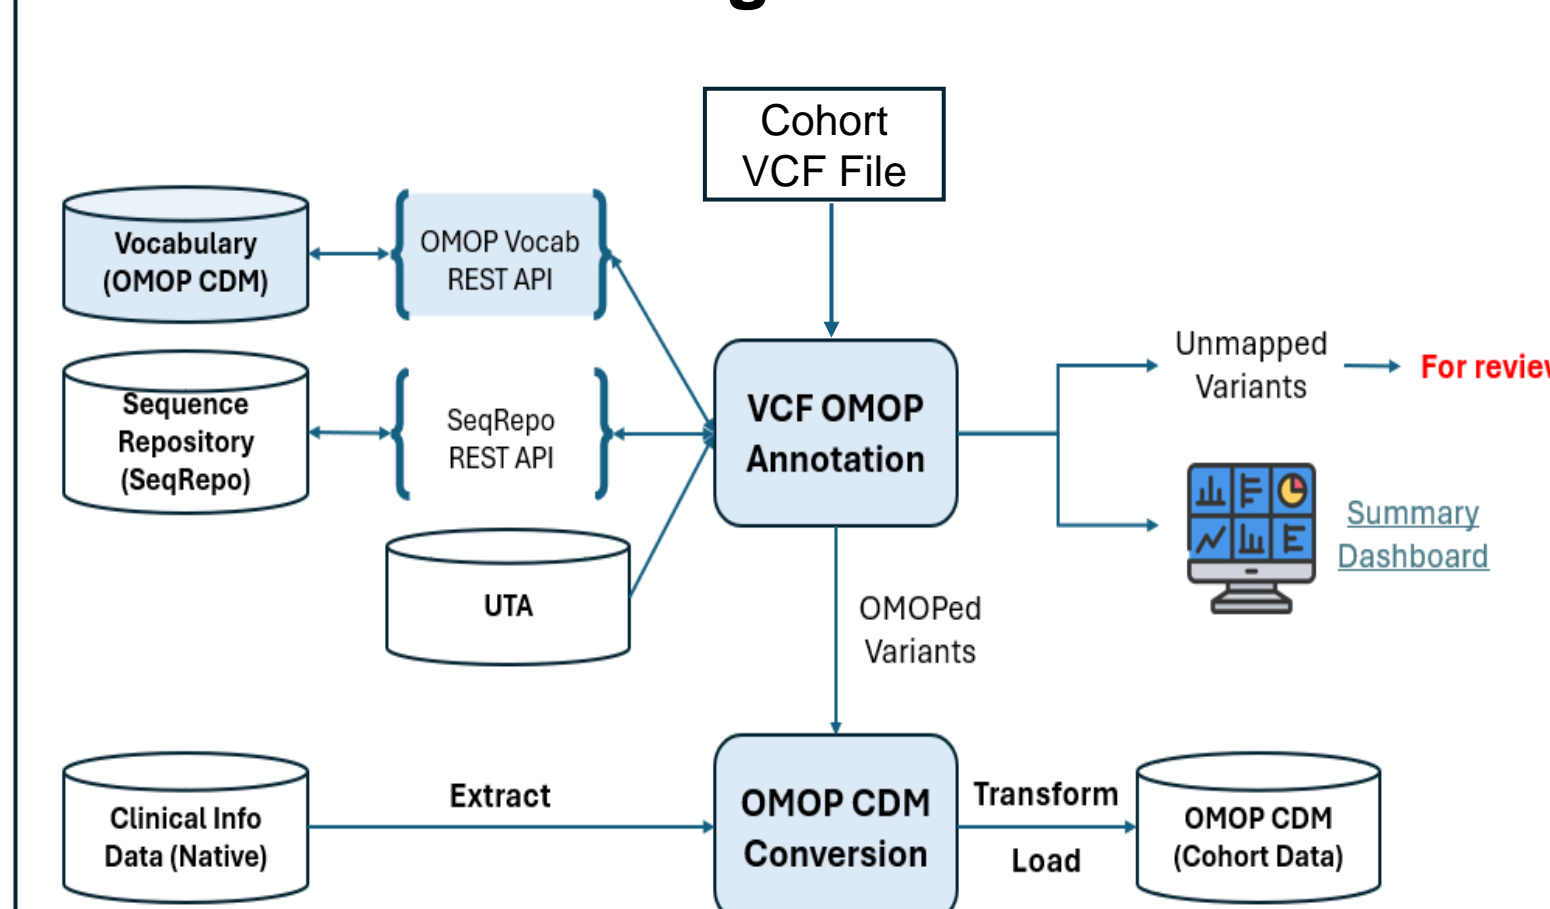 Cohort
VCF File
Vocabulary
(OMOP CDM)
OMOP Vocab
REST API
Sequence
Repository
(SeqRepo)
SeqRepo
REST API
UTA
VCF OMOP
Annotation
Unmapped
Variants
For review
Summary
Dashboard
OMOPed
Variants
Clinical Info
Data (Native)
Extract
OMOP CDM
Conversion
Transform
Load
OMOP CDM
(Cohort Data)